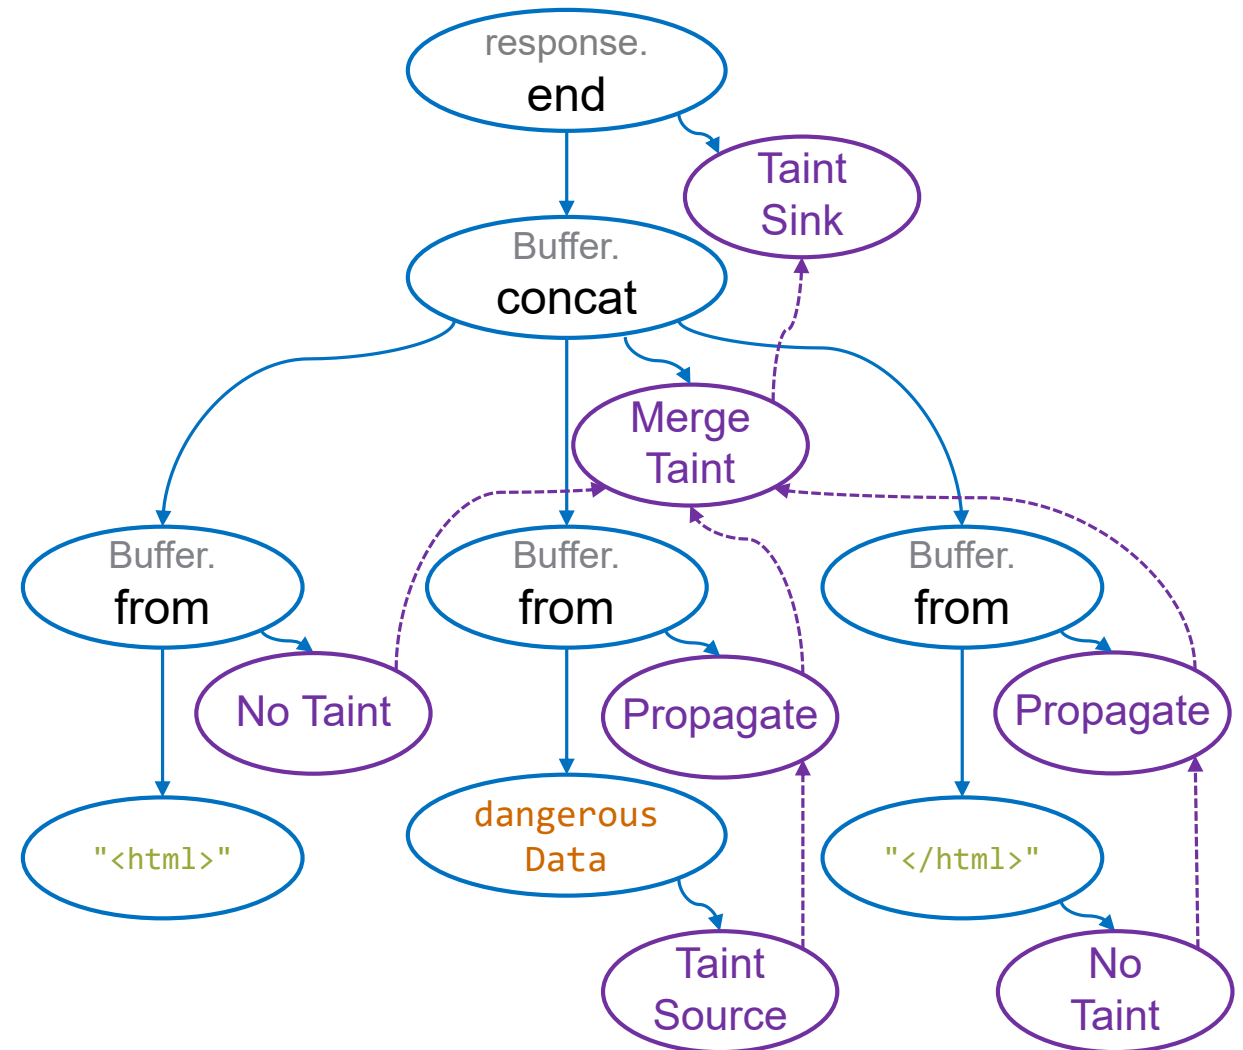 response.
end
Taint
Sink
Buffer.
concat
Merge
Taint
Buffer.
from
Buffer.
from
Buffer.
from
No Taint
Propagate
Propagate
"<html>"
dangerous
Data
"</html>"
Taint
Source
No
Taint